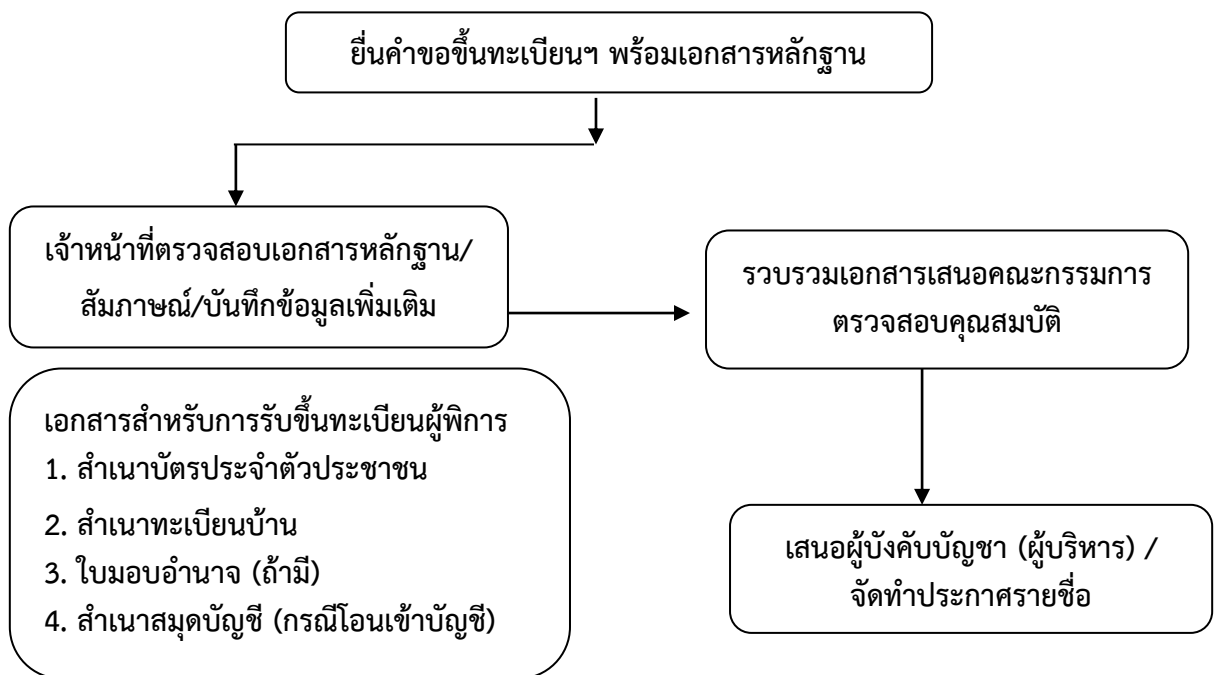 ยื่นคำขอขึ้นทะเบียนฯ พร้อมเอกสารหลักฐาน
เจ้าหน้าที่ตรวจสอบเอกสารหลักฐาน/
สัมภาษณ์/บันทึกข้อมูลเพิ่มเติม
รวบรวมเอกสารเสนอคณะกรรมการ
ตรวจสอบคุณสมบัติ
เอกสารสำหรับการรับขึ้นทะเบียนผู้พิการ
1. สำเนาบัตรประจำตัวประชาชน
2. สำเนาทะเบียนบ้าน
3. ใบมอบอำนาจ (ถ้ามี)
4. สำเนาสมุดบัญชี (กรณีโอนเข้าบัญชี)
เสนอผู้บังคับบัญชา (ผู้บริหาร) /
จัดทำประกาศรายชื่อ